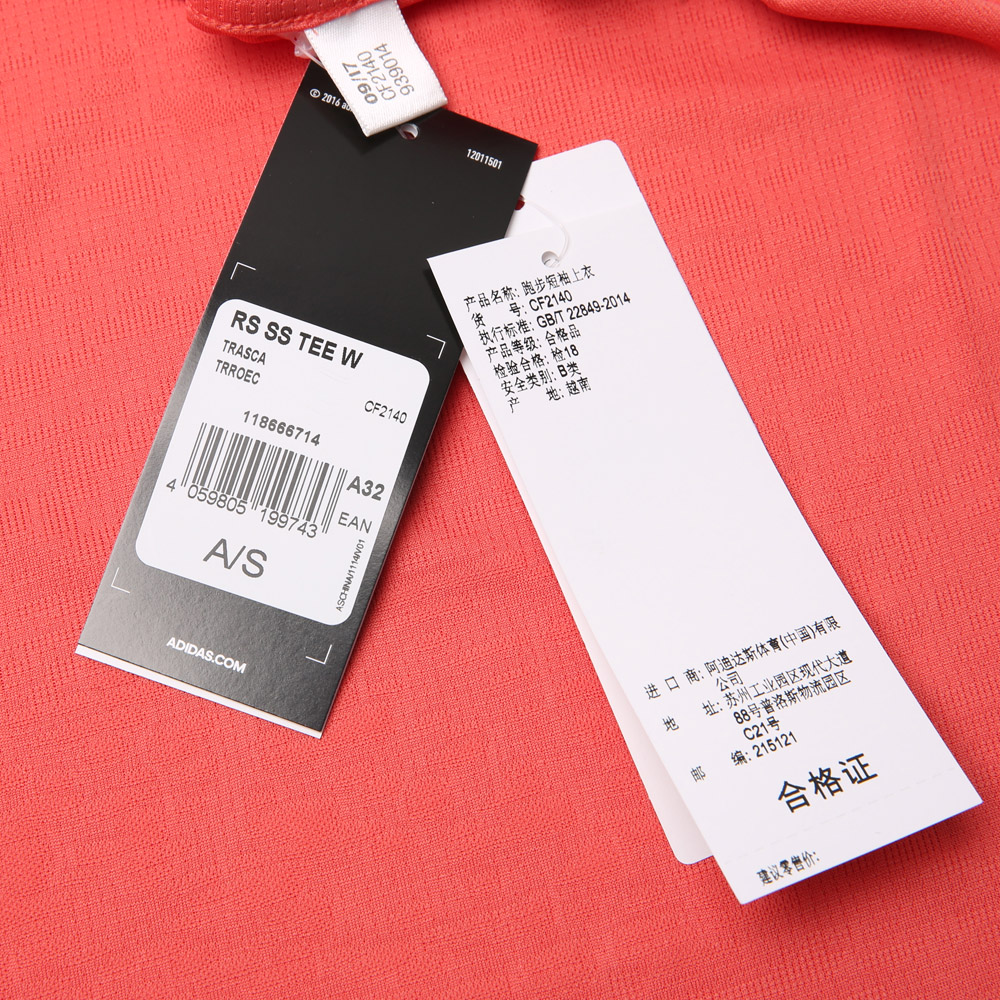 09/17
CF2140
939014
© 2016 ad
12011501
RS SS TEE W
TRASCA
TRROEC
CF2140
118666714
A32
4 059805 199743
EAN
A/S
ASCHINA/1114/V01
ADIDAS.COM
产品名称: 跑步短袖上衣
货 号: CF2140
执行标准: GB/T 22849-2014
产品等级: 合格品
检验合格: 检18
安全类别: B类
产 地: 越南
进 口 商: 阿迪达斯体育(中国)有限
公司
地 址: 苏州工业园区现代大道
88号普洛斯物流园区
C21号
邮 编: 215121
合格证
建议零售价: